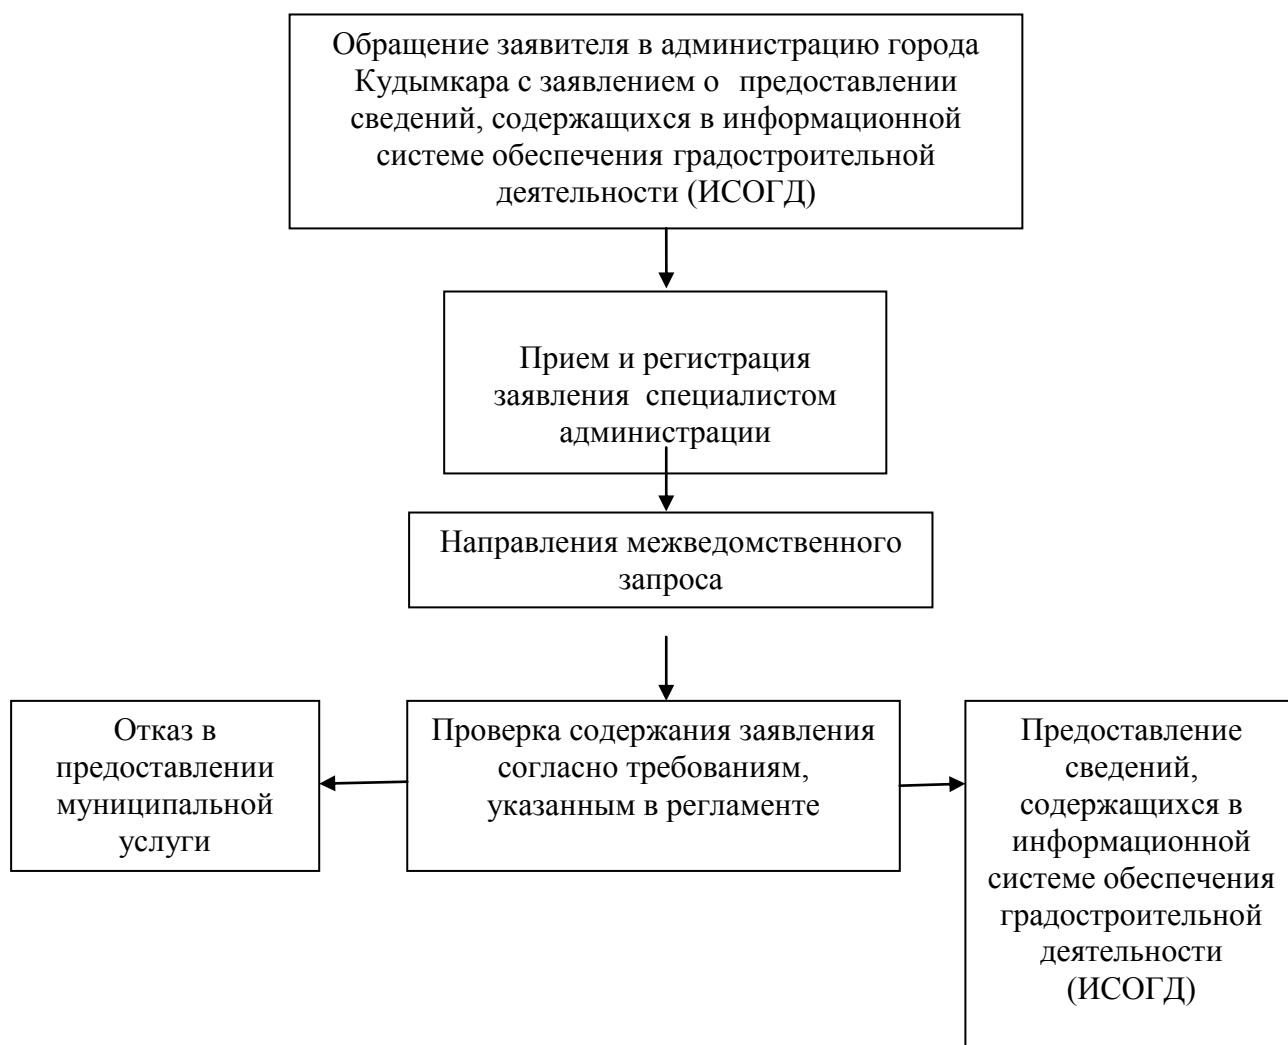 Обращение заявителя в администрацию города
Кудымкара с заявлением о предоставлении
сведений, содержащихся в информационной
системе обеспечения градостроительной
деятельности (ИСОГД)
Прием и регистрация
заявления специалистом
администрации
Направления межведомственного
запроса
Отказ в
предоставлении
муниципальной
услуги
Проверка содержания заявления
согласно требованиям,
указанным в регламенте
Предоставление
сведений,
содержащихся в
информационной
системе обеспечения
градостроительной
деятельности
(ИСОГД)